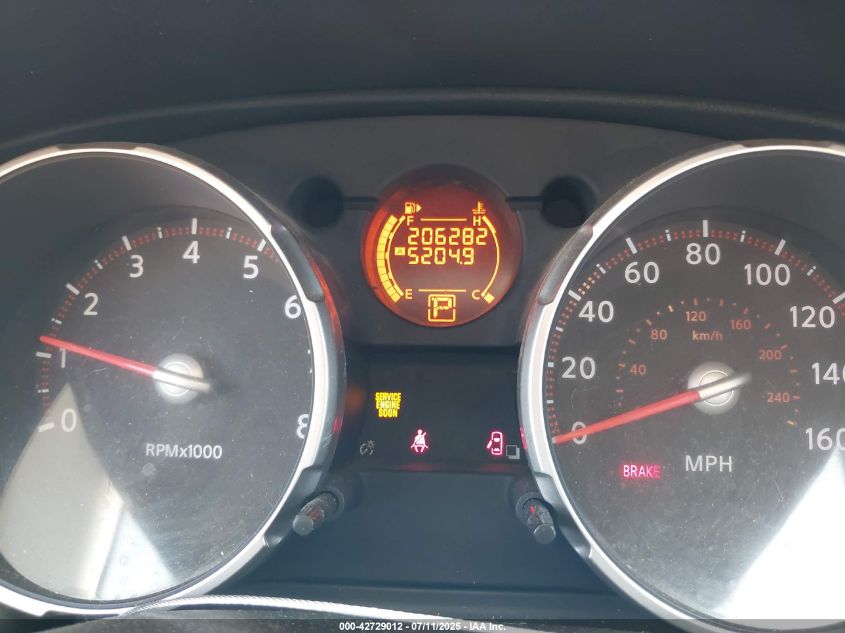 F H
206282
A 5204.9
E C
P
0 1 2 3 4 5 6 8
RPMx1000
SERVICE
ENGINE
SOON
0 20 40 60 80 100 120 140 160
40 80 120 160 200 240
km/h
BRAKE
MPH
000-42729012 - 07/11/2025 - IAA Inc.